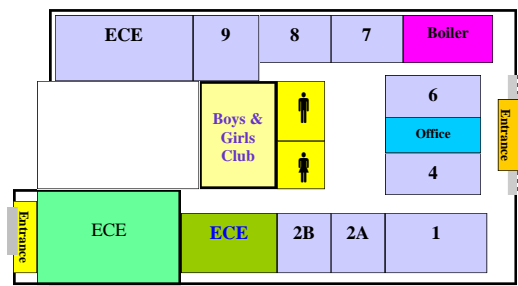 ECE
9
8
7
Boiler
Boys &
Girls
Club
6
Office
4
Entrance
Entrance
ECE
ECE
2B
2A
1